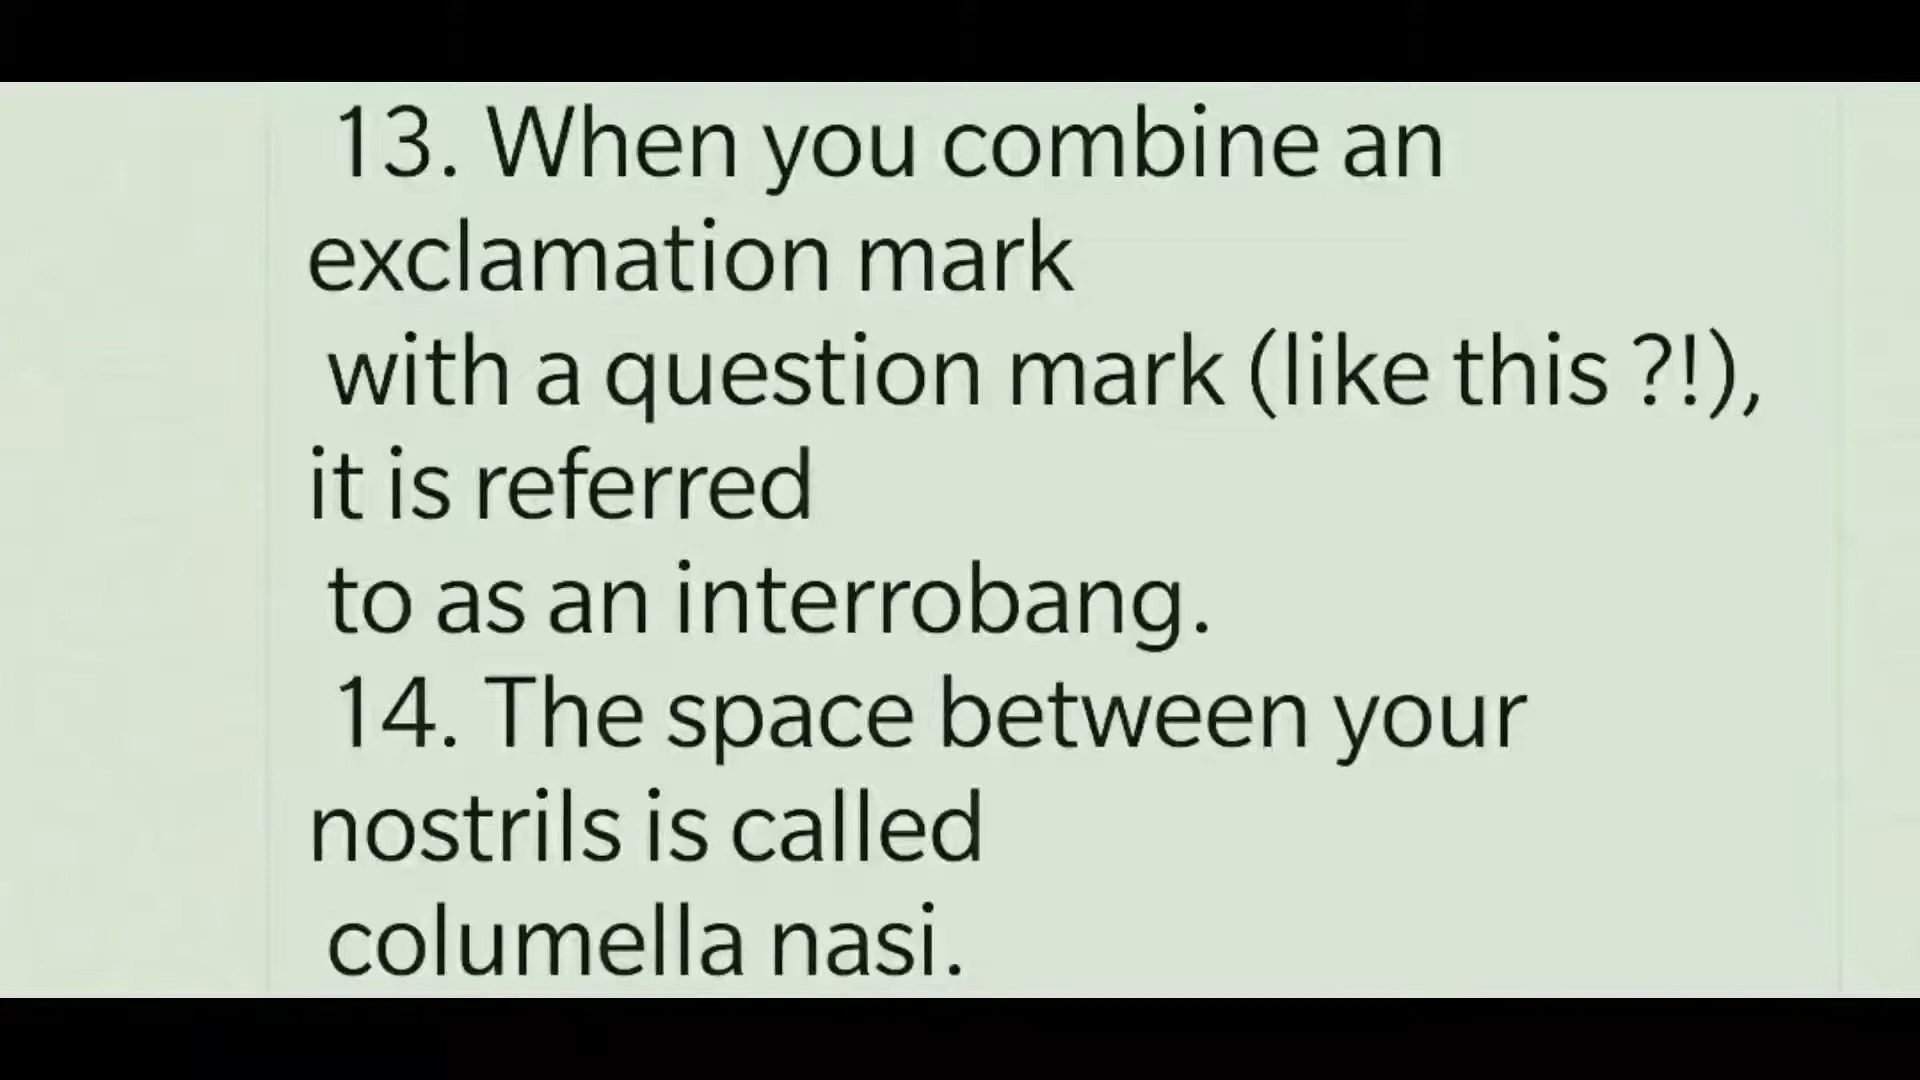 13. When you combine an
exclamation mark
with a question mark (like this ?!),
it is referred
to as an interrobang.
14. The space between your
nostrils is called
columella nasi.